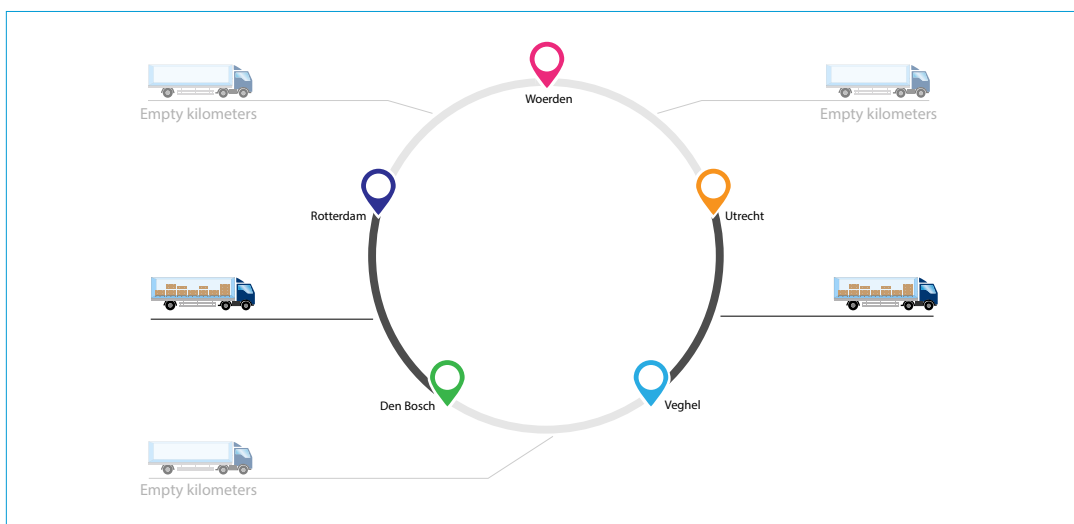 Woerden
Empty kilometers
Empty kilometers
Rotterdam
Utrecht
Den Bosch
Veghel
Empty kilometers